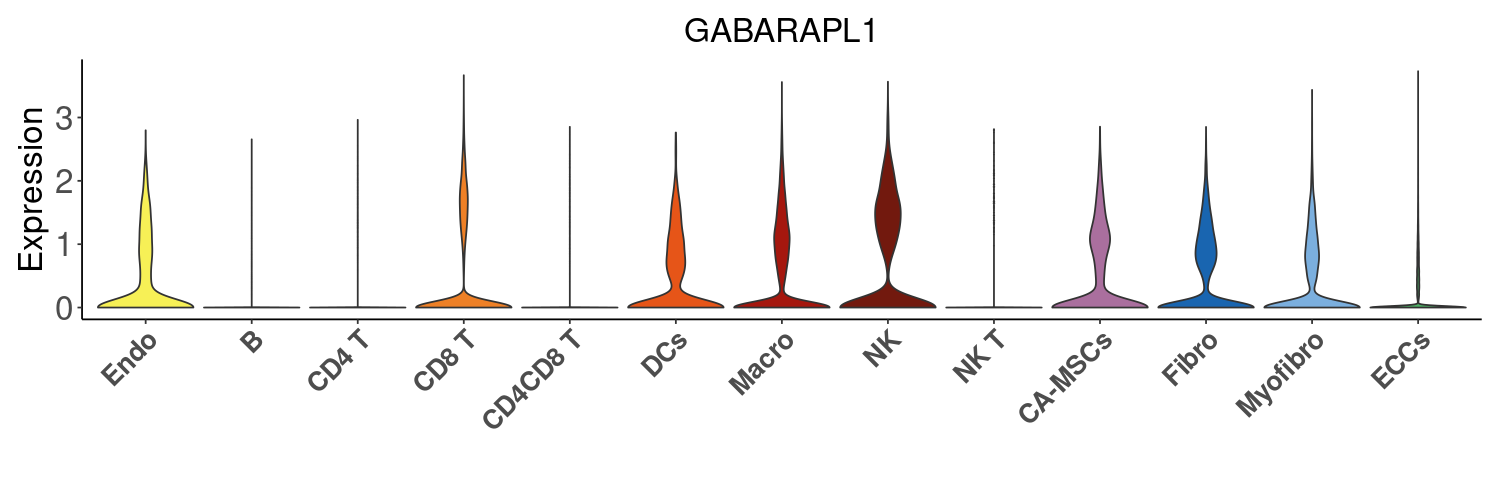 GABARAPL1
Expression
3
2
1
0
Endo
B
CD4 T
CD8 T
CD4CD8 T
DCs
Macro
NK
NK T
CA-MSCs
Fibro
Myofibro
ECCs